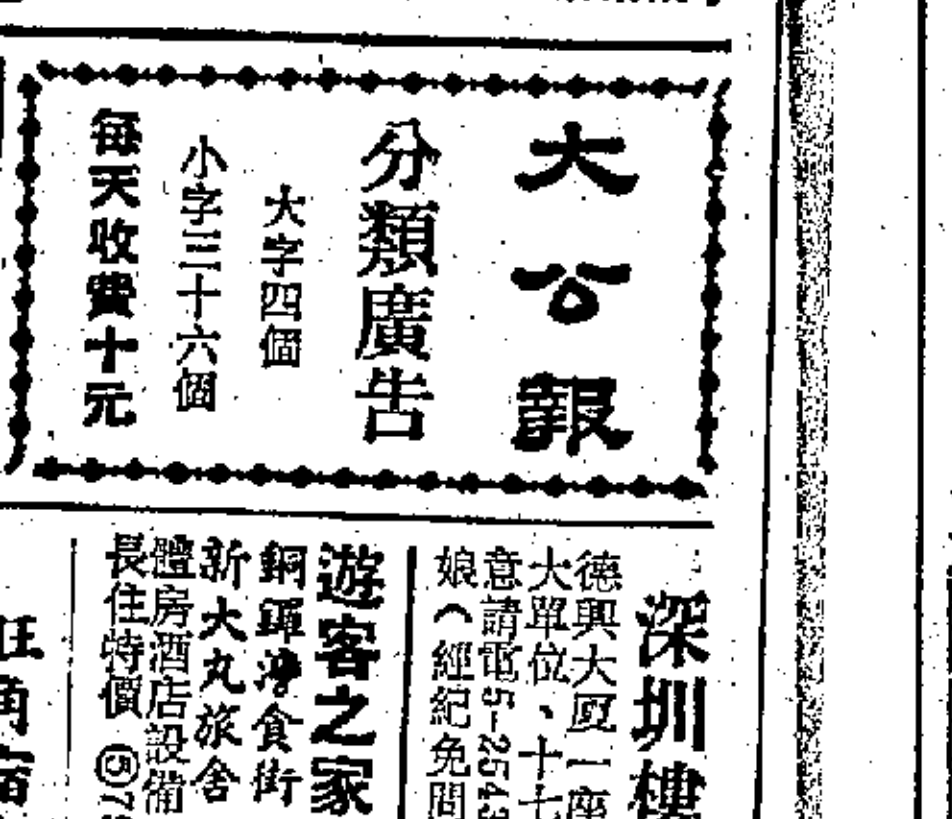 大公報
分類廣告
大字四個
小字三十六個
每天收費十元
深圳樓
德興大厦一座
大單位、十七
意請電5-2543
娘（經紀免問
遊客之家
銅鑼灣食街
新大丸旅舍
體房酒店設備
長住特價 ⑤7